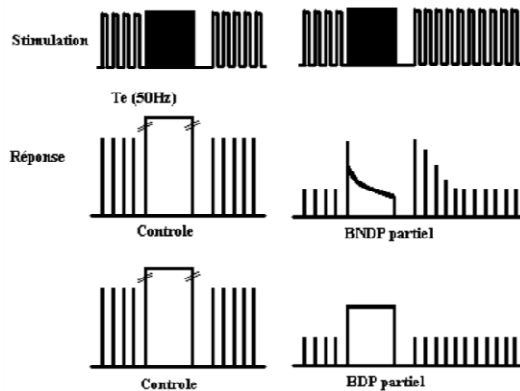 Stimulation
Te (50Hz)
Réponse
Controle
BNDP partiel
Controle
BDP partiel